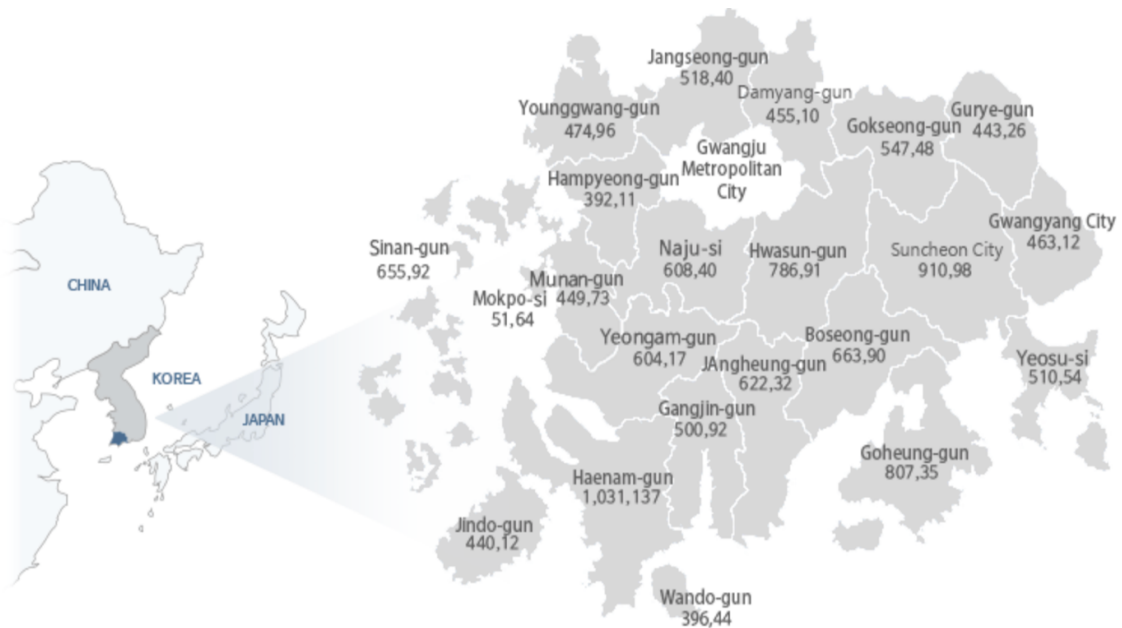 CHINA
KOREA
JAPAN
Jangseong-gun
518,40
Damyang-gun
455,10
Younggwang-gun
474,96
Gurye-gun
443,26
Gokseong-gun
547,48
Gwangju
Metropolitan
City
Hampyeong-gun
392,11
Gwangyang City
463,12
Sinan-gun
655,92
Naju-si
608,40
Hwasun-gun
786,91
Suncheon City
910,98
Munan-gun
449,73
Mokpo-si
51,64
Yeongam-gun
604,17
Boseong-gun
663,90
JAngheung-gun
622,32
Yeosu-si
510,54
Gangjin-gun
500,92
Goheung-gun
807,35
Haenam-gun
1,031,137
Jindo-gun
440,12
Wando-gun
396,44